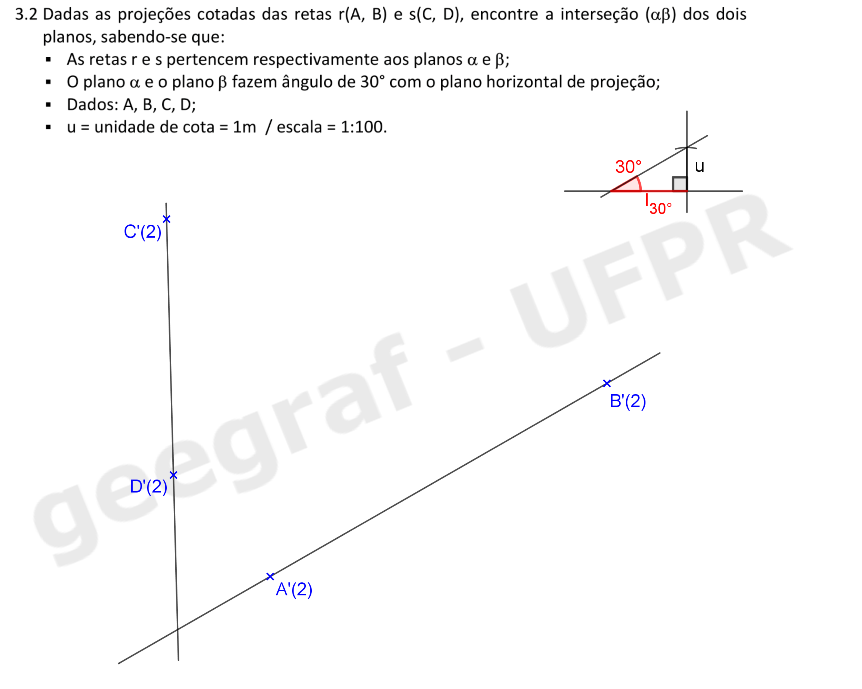 3.2 Dadas as projeções cotadas das retas r(A, B) e s(C, D), encontre a interseção (αβ) dos dois
planos, sabendo-se que:
▪ As retas r e s pertencem respectivamente aos planos α e β;
▪ O plano α e o plano β fazem ângulo de 30° com o plano horizontal de projeção;
▪ Dados: A, B, C, D;
▪ u = unidade de cota = 1m / escala = 1:100.
30°
u
I30°
C'(2)
B'(2)
D'(2)
A'(2)
geegraf - UFPR